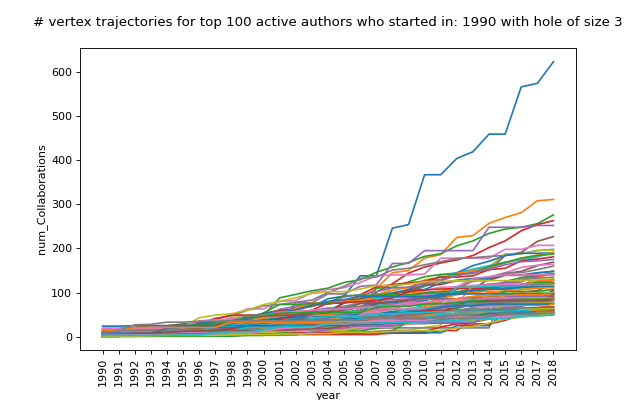 # vertex trajectories for top 100 active authors who started in: 1990 with hole of size 3
600
500
400
300
200
100
0
num_Collaborations
1990 1991 1992 1993 1994 1995 1996 1997 1998 1999 2000 2001 2002 2003 2004 2005 2006 2007 2008 2009 2010 2011 2012 2013 2014 2015 2016 2017 2018
year